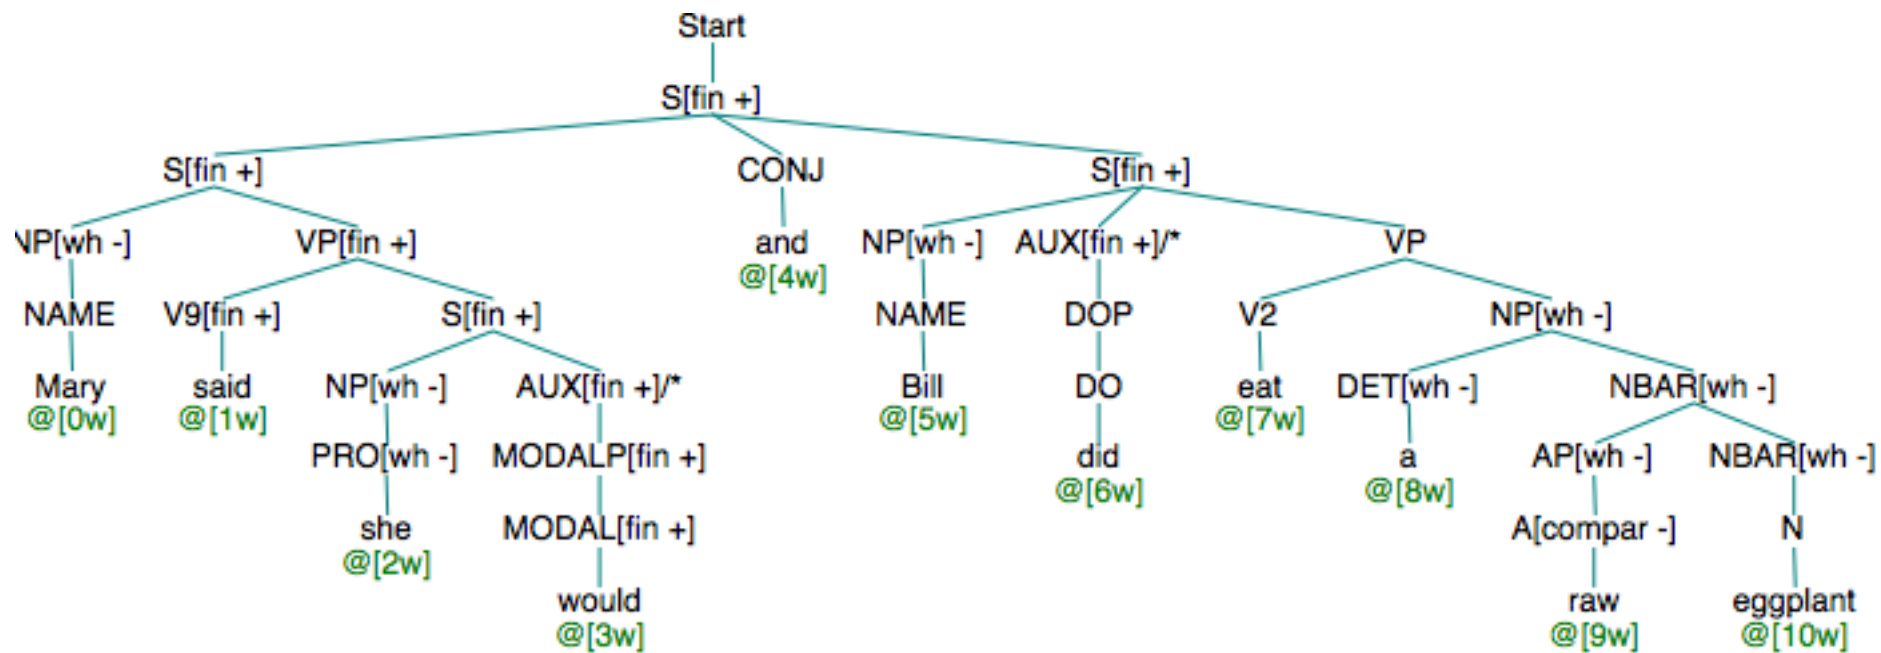 Start
S[fin +]
S[fin +] CONJ S[fin +]
NP[wh -] VP[fin +] and NP[wh -] AUX[fin +]/* VP
@[4w]
NAME V9[fin +] S[fin +] NAME DOP V2 NP[wh -]
Mary said NP[wh -] AUX[fin +]/* Bill DO eat DET[wh -] NBAR[wh -]
@[0w] @[1w] @[5w] @[7w]
PRO[wh -] MODALP[fin +] did a AP[wh -] NBAR[wh -]
@[6w] @[8w]
she MODAL[fin +] A[compar -] N
@[2w]
would raw eggplant
@[3w] @[9w] @[10w]